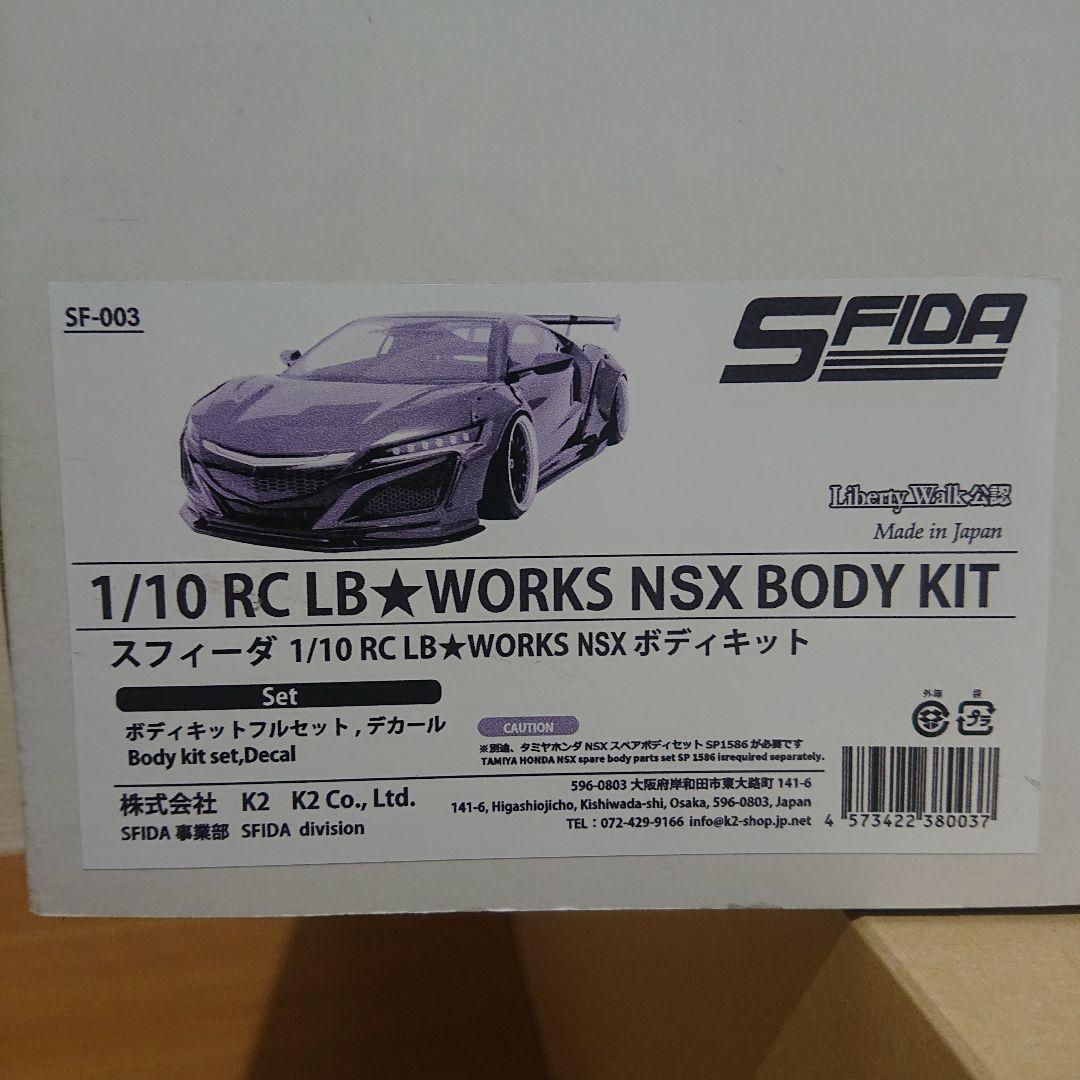 SF-003
SFIDA
Liberty Walk公認
Made in Japan
1/10 RC LB★WORKS NSX BODY KIT
スフィーダ 1/10 RC LB★WORKS NSX ボディキット
Set
ボディキットフルセット , デカール
Body kit set,Decal
CAUTION
※別途、タミヤホンダ NSX スペアボディセット SP1586 が必要です
TAMIYA HONDA NSX spare body parts set SP 1586 isrequired separately.
外箱
袋
プラ
株式会社 K2 K2 Co., Ltd.
SFIDA 事業部 SFIDA division
596-0803 大阪府岸和田市東大路町 141-6
141-6, Higashiojicho, Kishiwada-shi, Osaka, 596-0803, Japan
TEL：072-429-9166 info@k2-shop.jp.net
4 573422 380037